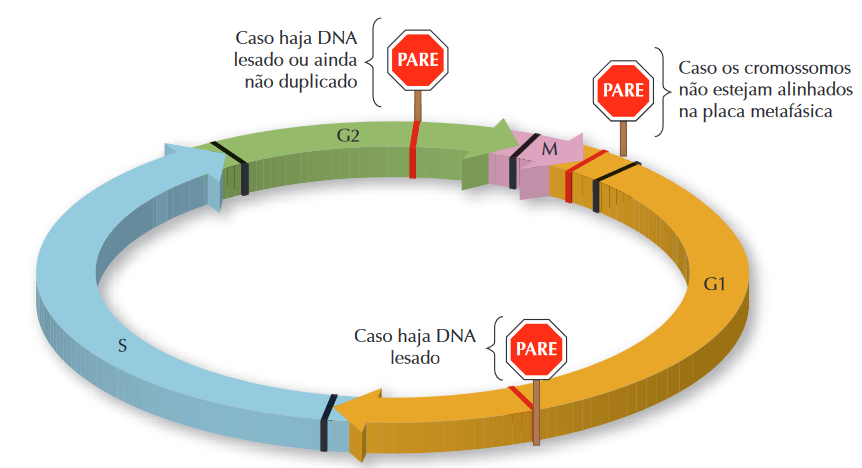 Caso haja DNA
lesado ou ainda
não duplicado
PARE
PARE
Caso os cromossomos
não estejam alinhados
na placa metafásica
G2
M
G1
S
Caso haja DNA
lesado
PARE